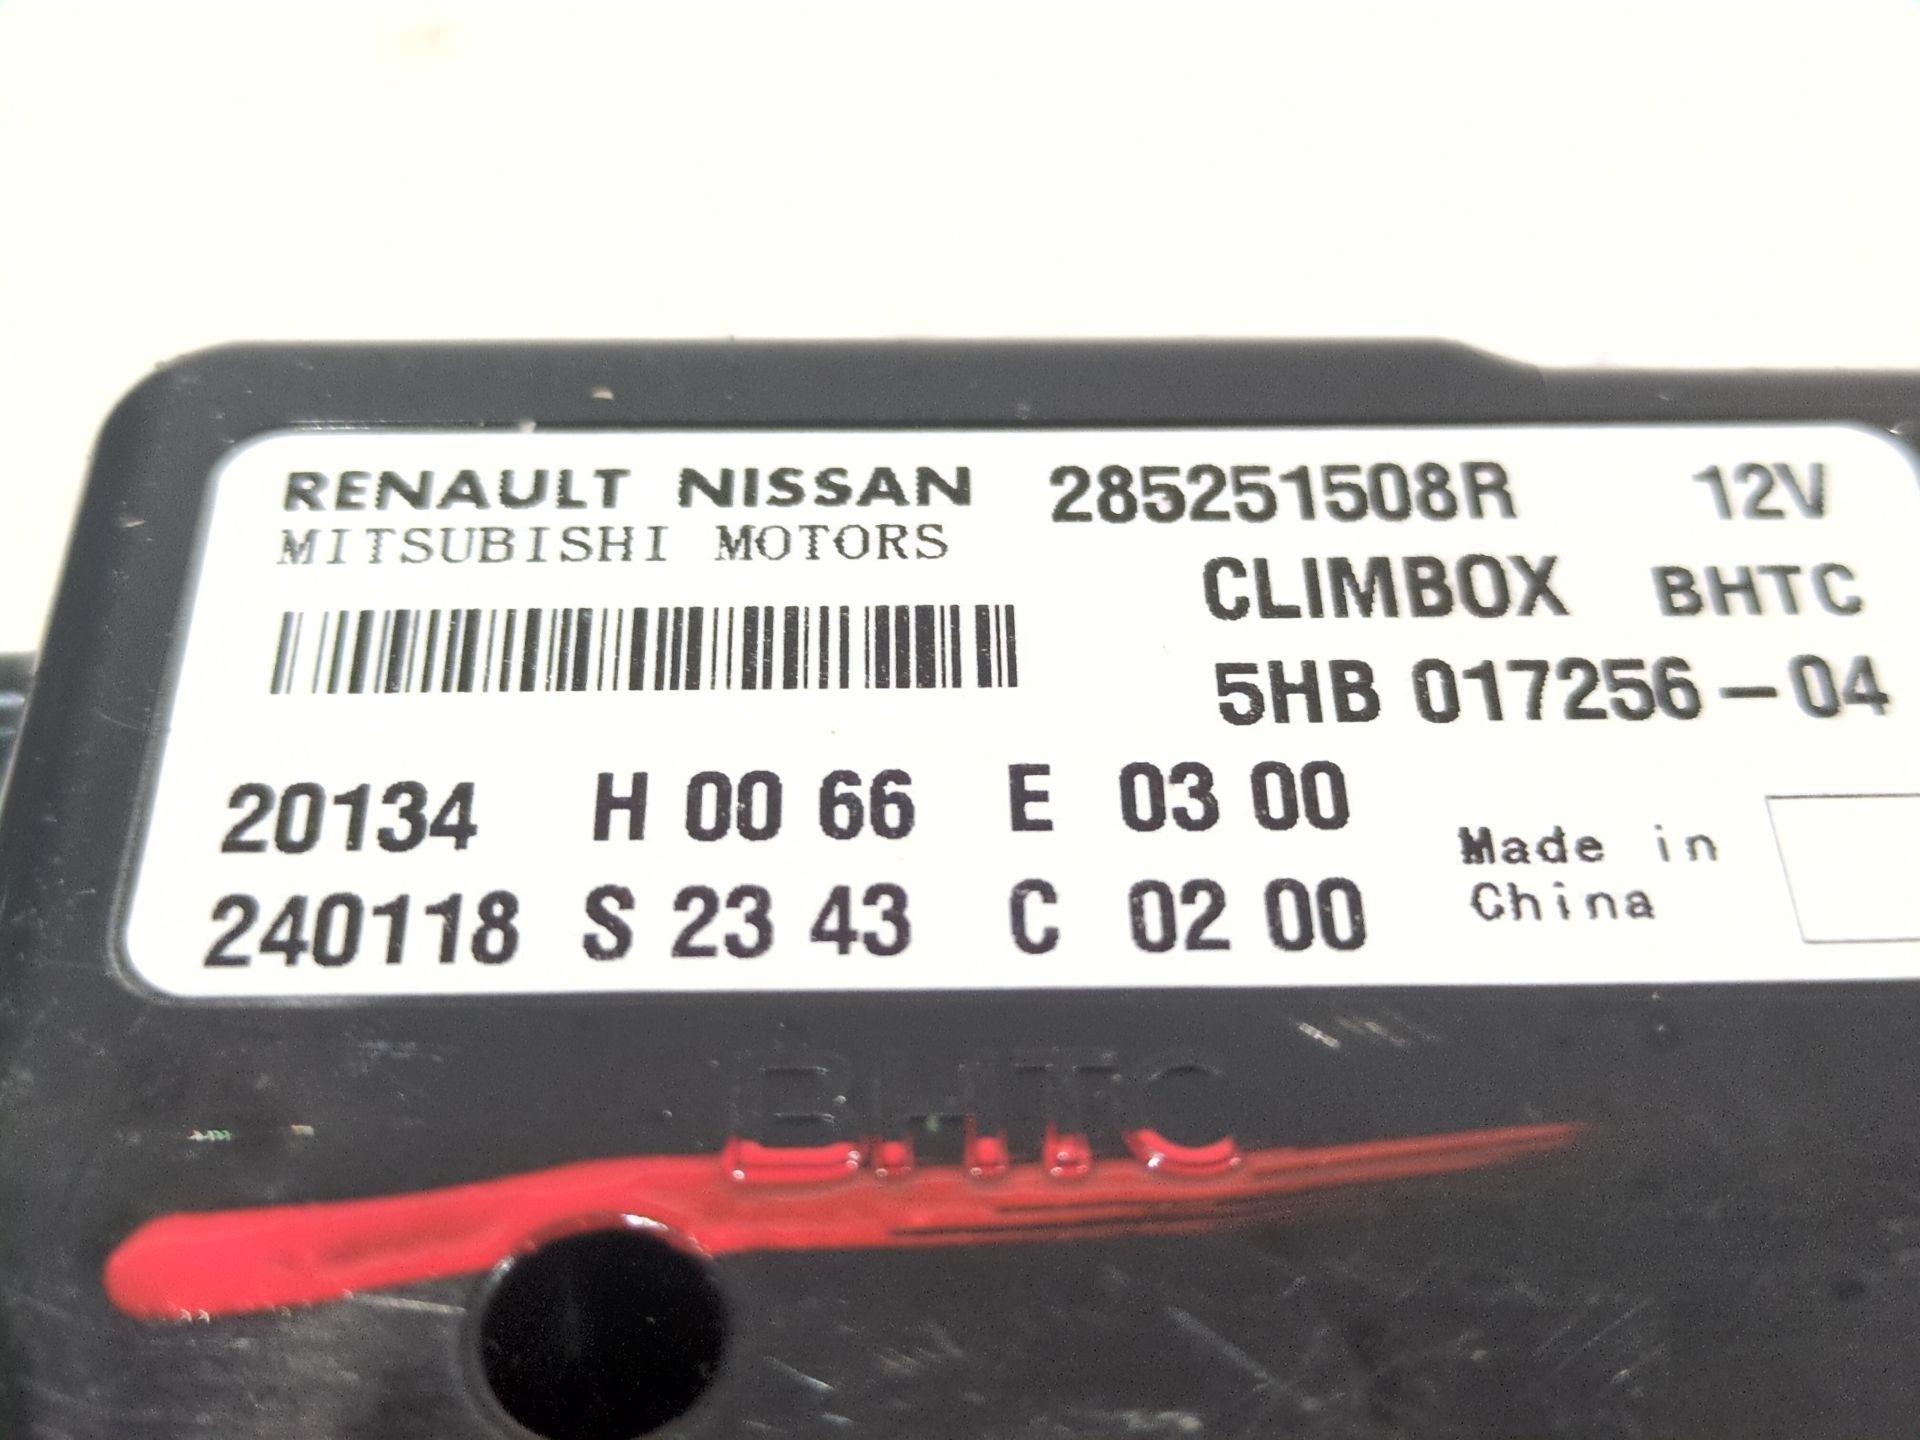 RENAULT NISSAN 285251508R 12V
MITSUBISHI MOTORS
CLIMBOX BHTC
5HB 017256-04
20134 H 00 66 E 03 00
240118 S 23 43 C 02 00
Made in
China
BHTC